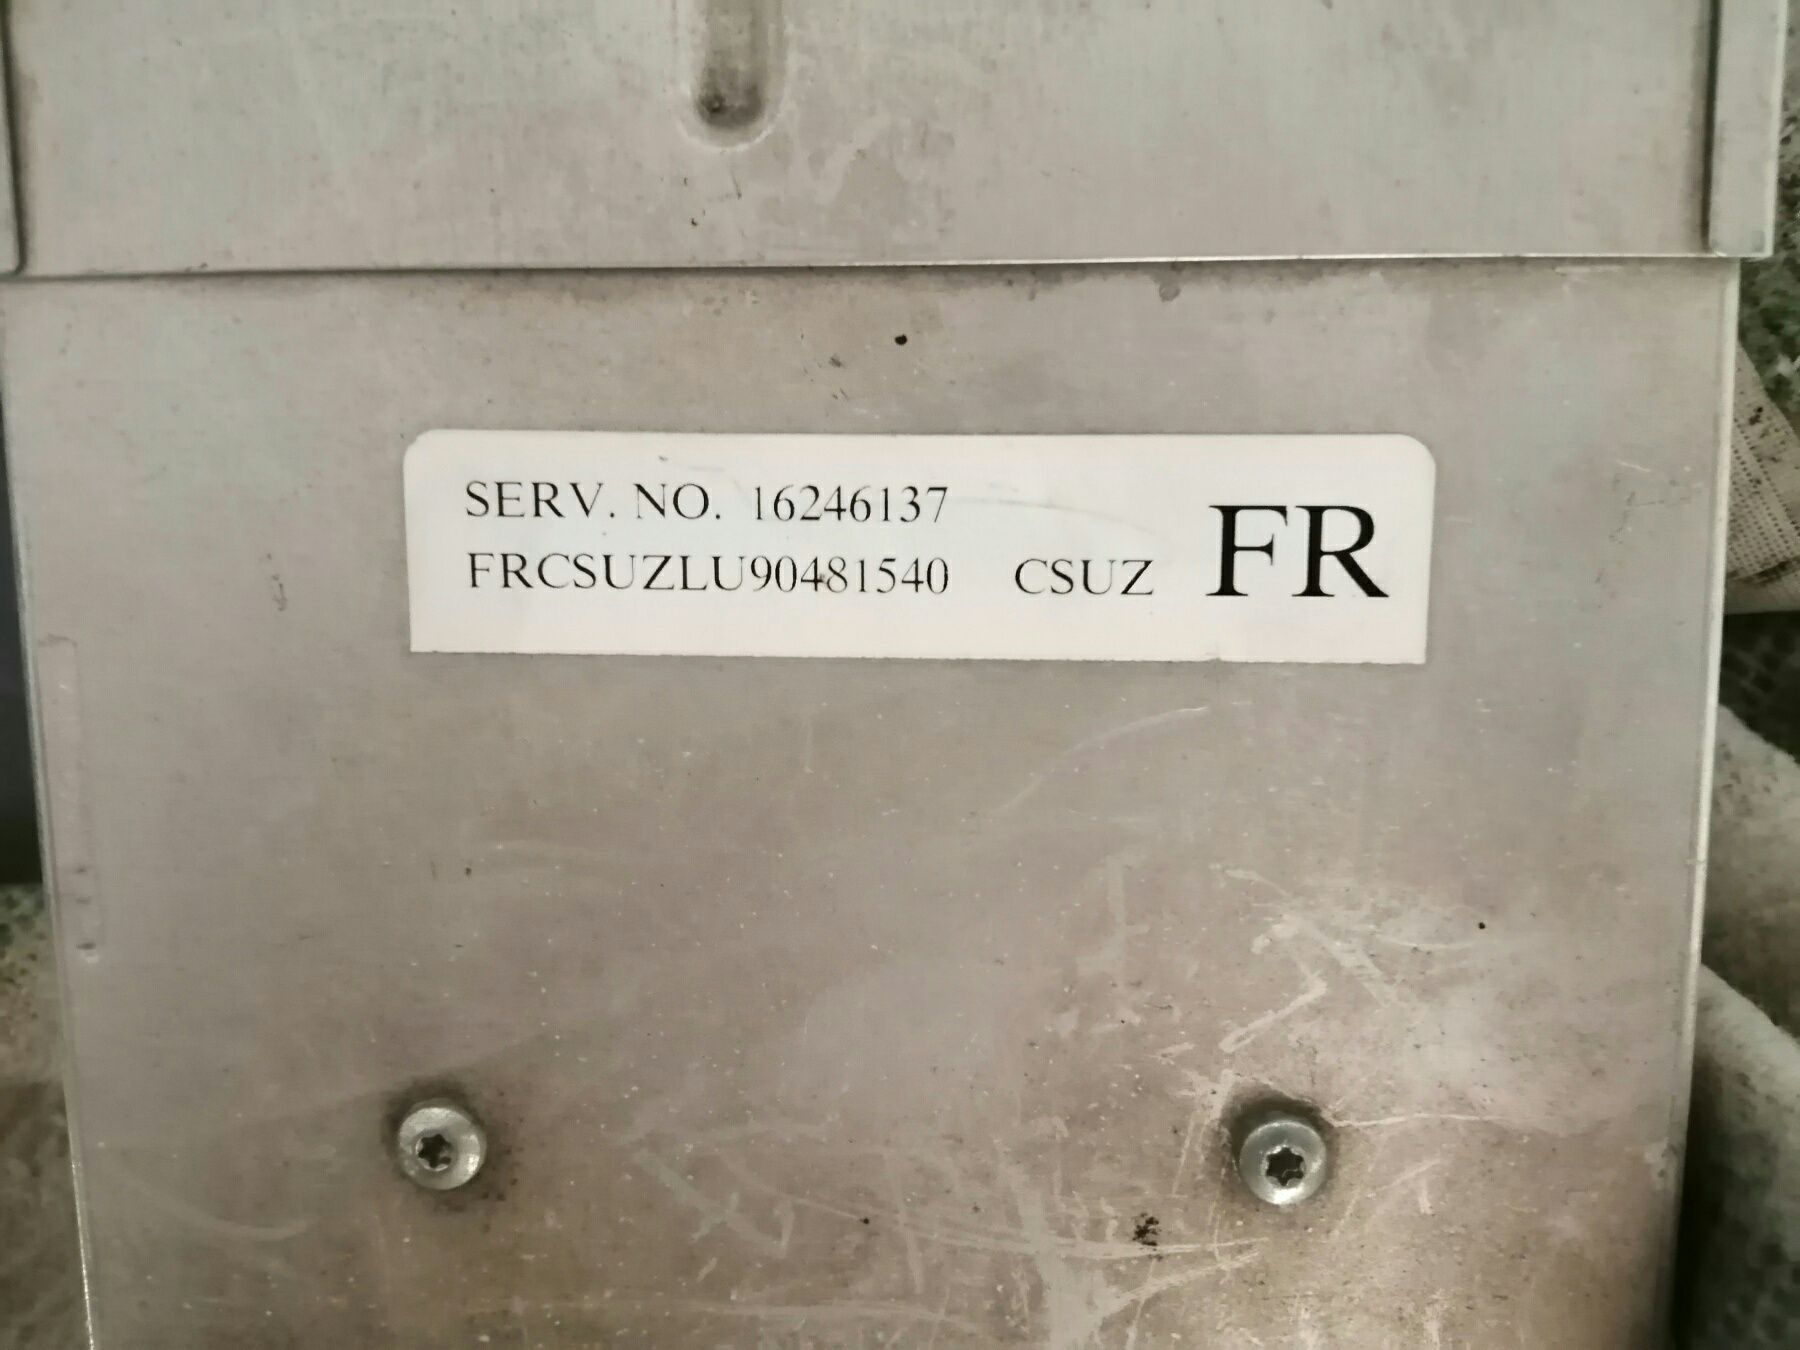 SERV. NO. 16246137
FRCSUZLU90481540 CSUZ FR